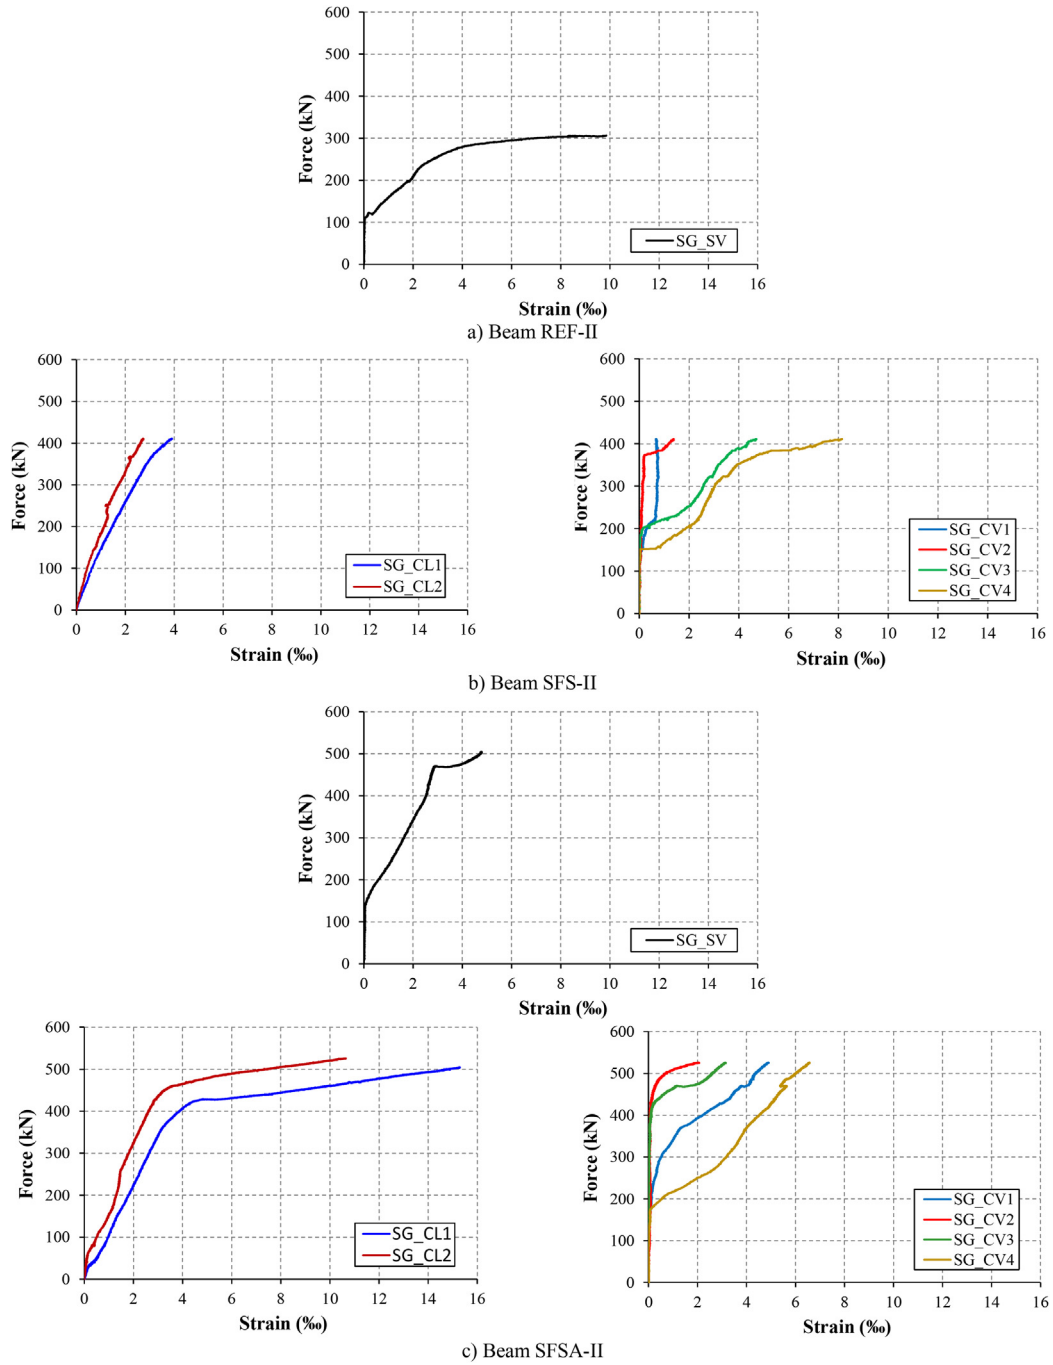 600
500
400
300
200
100
0
Force (kN)
0 2 4 6 8 10 12 14 16
Strain (‰)
SG_SV
a) Beam REF-II
600
500
400
300
200
100
0
Force (kN)
0 2 4 6 8 10 12 14 16
Strain (‰)
SG_CL1
SG_CL2
600
500
400
300
200
100
0
Force (kN)
0 2 4 6 8 10 12 14 16
Strain (‰)
SG_CV1
SG_CV2
SG_CV3
SG_CV4
b) Beam SFS-II
600
500
400
300
200
100
0
Force (kN)
0 2 4 6 8 10 12 14 16
Strain (‰)
SG_SV
600
500
400
300
200
100
0
Force (kN)
0 2 4 6 8 10 12 14 16
Strain (‰)
SG_CL1
SG_CL2
600
500
400
300
200
100
0
Force (kN)
0 2 4 6 8 10 12 14 16
Strain (‰)
SG_CV1
SG_CV2
SG_CV3
SG_CV4
c) Beam SFSA-II